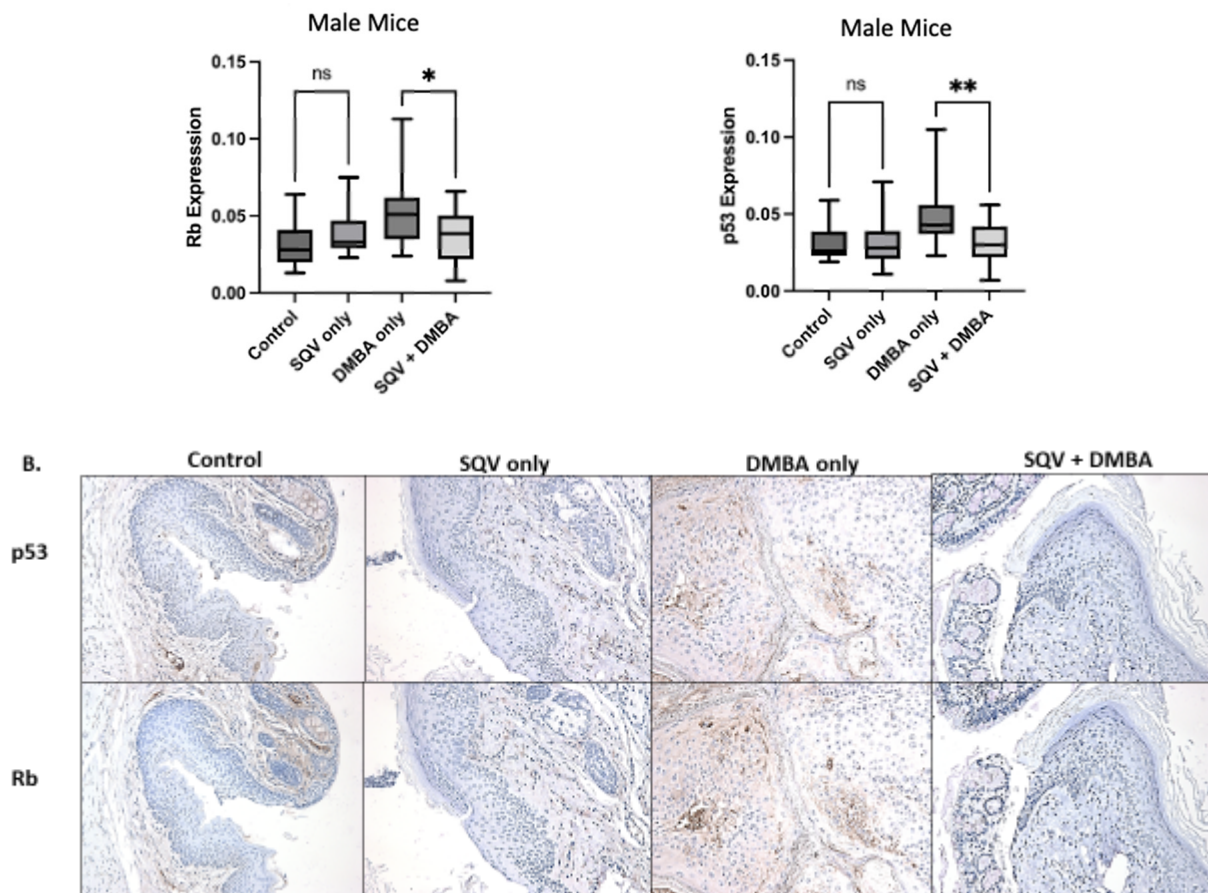 Male Mice
Rb Expresssion
0.15
0.10
0.05
0.00
ns
*
Control
SQV only
DMBA only
SQV + DMBA
Male Mice
p53 Expression
0.15
0.10
0.05
0.00
ns
**
Control
SQV only
DMBA only
SQV + DMBA
B.
Control
SQV only
DMBA only
SQV + DMBA
p53
Rb